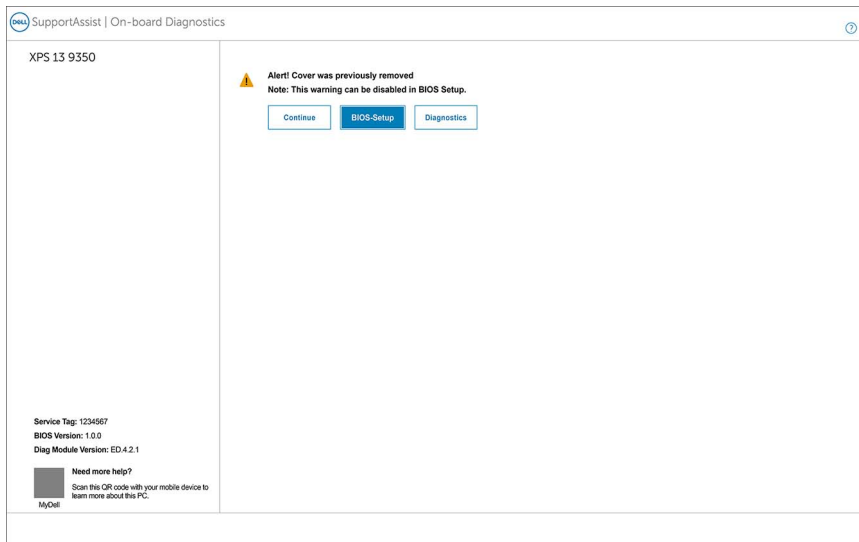 DELL SupportAssist | On-board Diagnostics
?
XPS 13 9350
Alert! Cover was previously removed
Note: This warning can be disabled in BIOS Setup.
Continue BIOS-Setup Diagnostics
Service Tag: 1234567
BIOS Version: 1.0.0
Diag Module Version: ED.4.2.1
Need more help?
Scan this QR code with your mobile device to
learn more about this PC.
MyDell